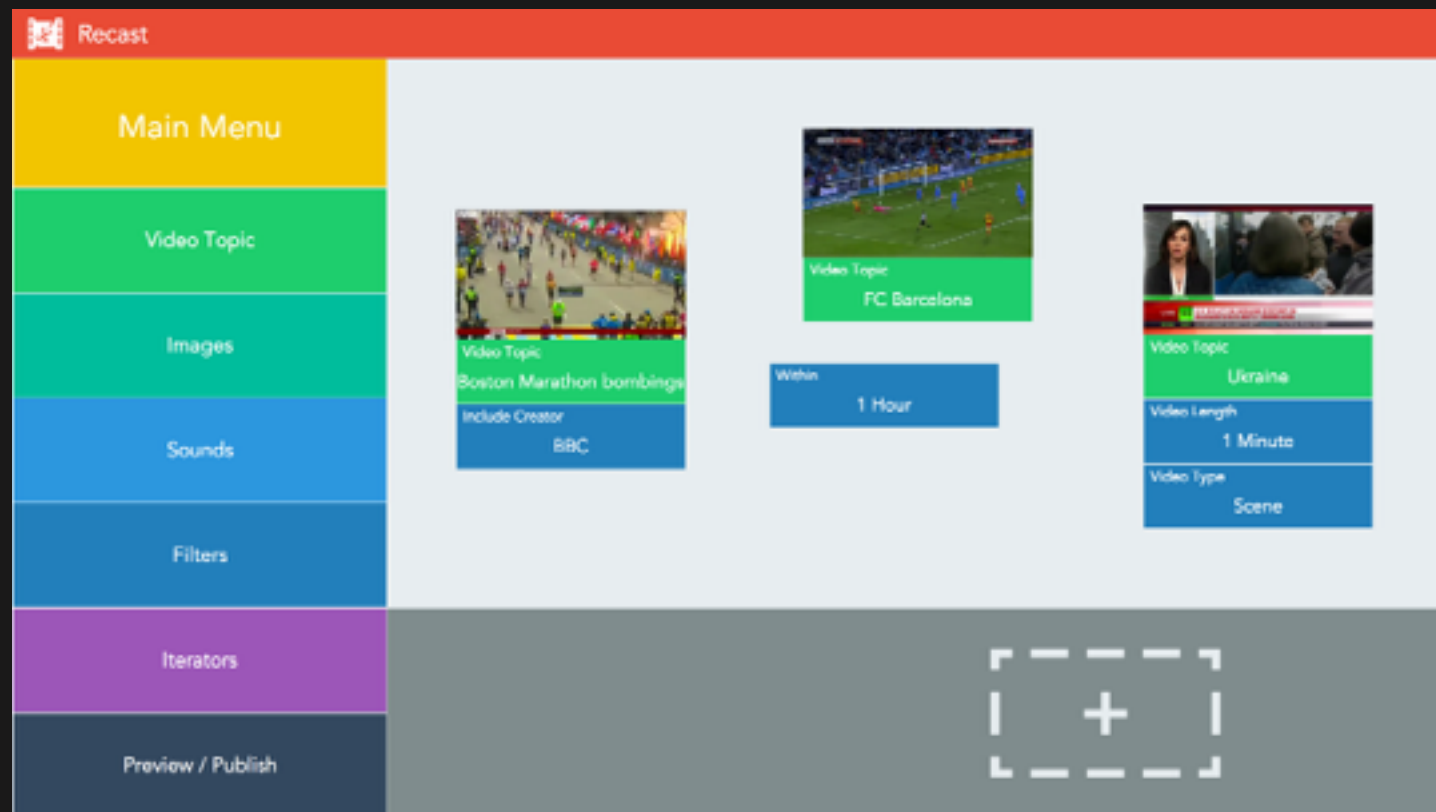 Recast
Main Menu
Video Topic
Images
Sounds
Filters
Iterators
Preview / Publish
Video Topic
Boston Marathon bombings
Include Creator
BBC
Video Topic
FC Barcelona
Within
1 Hour
Video Topic
Ukraine
Video Length
1 Minute
Video Type
Scene